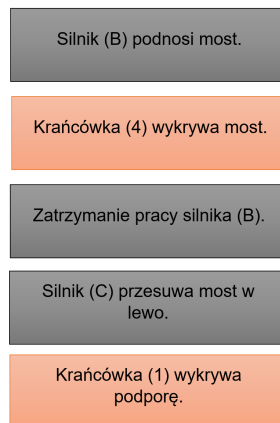 Silnik (B) podnosi most.
Krańcówka (4) wykrywa most.
Zatrzymanie pracy silnika (B).
Silnik (C) przesuwa most w
lewo.
Krańcówka (1) wykrywa
podporę.